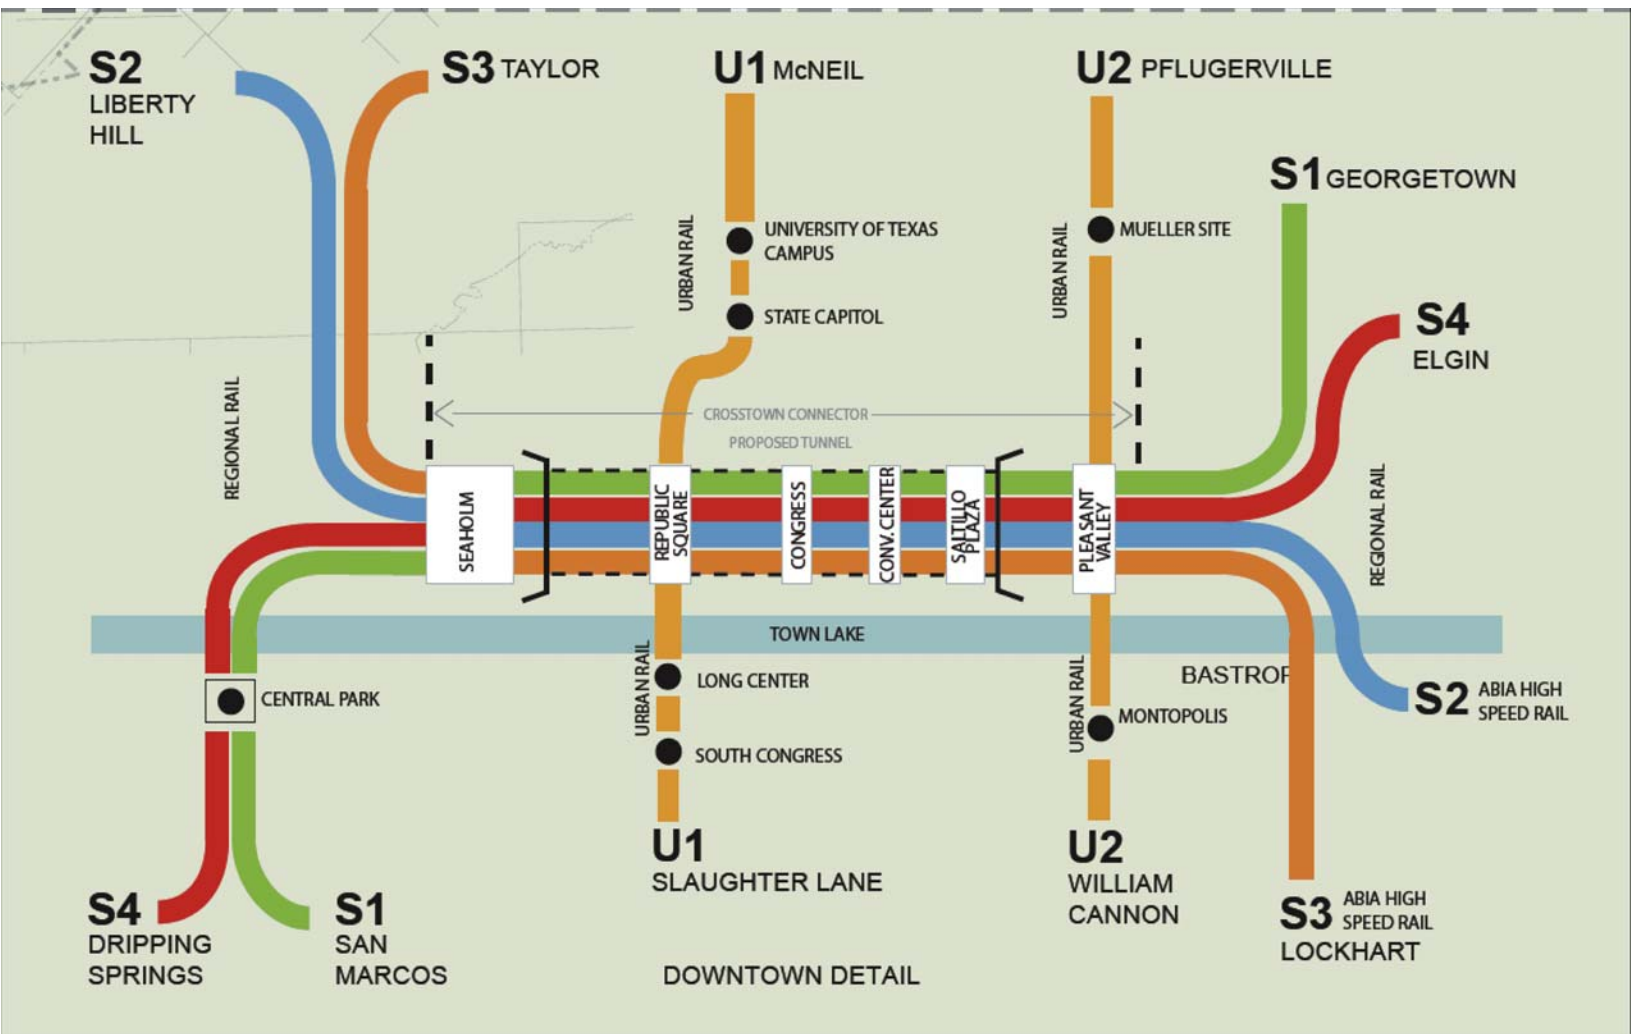 S2
LIBERTY
HILL
S3 TAYLOR
U1 McNEIL
U2 PFLUGERVILLE
S1 GEORGETOWN
URBAN RAIL
UNIVERSITY OF TEXAS
CAMPUS
STATE CAPITOL
URBAN RAIL
MUELLER SITE
S4
ELGIN
REGIONAL RAIL
CROSSTOWN CONNECTOR
PROPOSED TUNNEL
SEAHOLM
REPUBLIC
SQUARE
CONGRESS
CONV. CENTER
SALTILLO
PLAZA
PLEASANT
VALLEY
REGIONAL RAIL
TOWN LAKE
URBAN RAIL
LONG CENTER
SOUTH CONGRESS
CENTRAL PARK
URBAN RAIL
MONTOPOLIS
BASTROP
S2 ABIA HIGH
SPEED RAIL
U1
SLAUGHTER LANE
U2
WILLIAM
CANNON
S4
DRIPPING
SPRINGS
S1
SAN
MARCOS
S3 ABIA HIGH
SPEED RAIL
LOCKHART
DOWNTOWN DETAIL